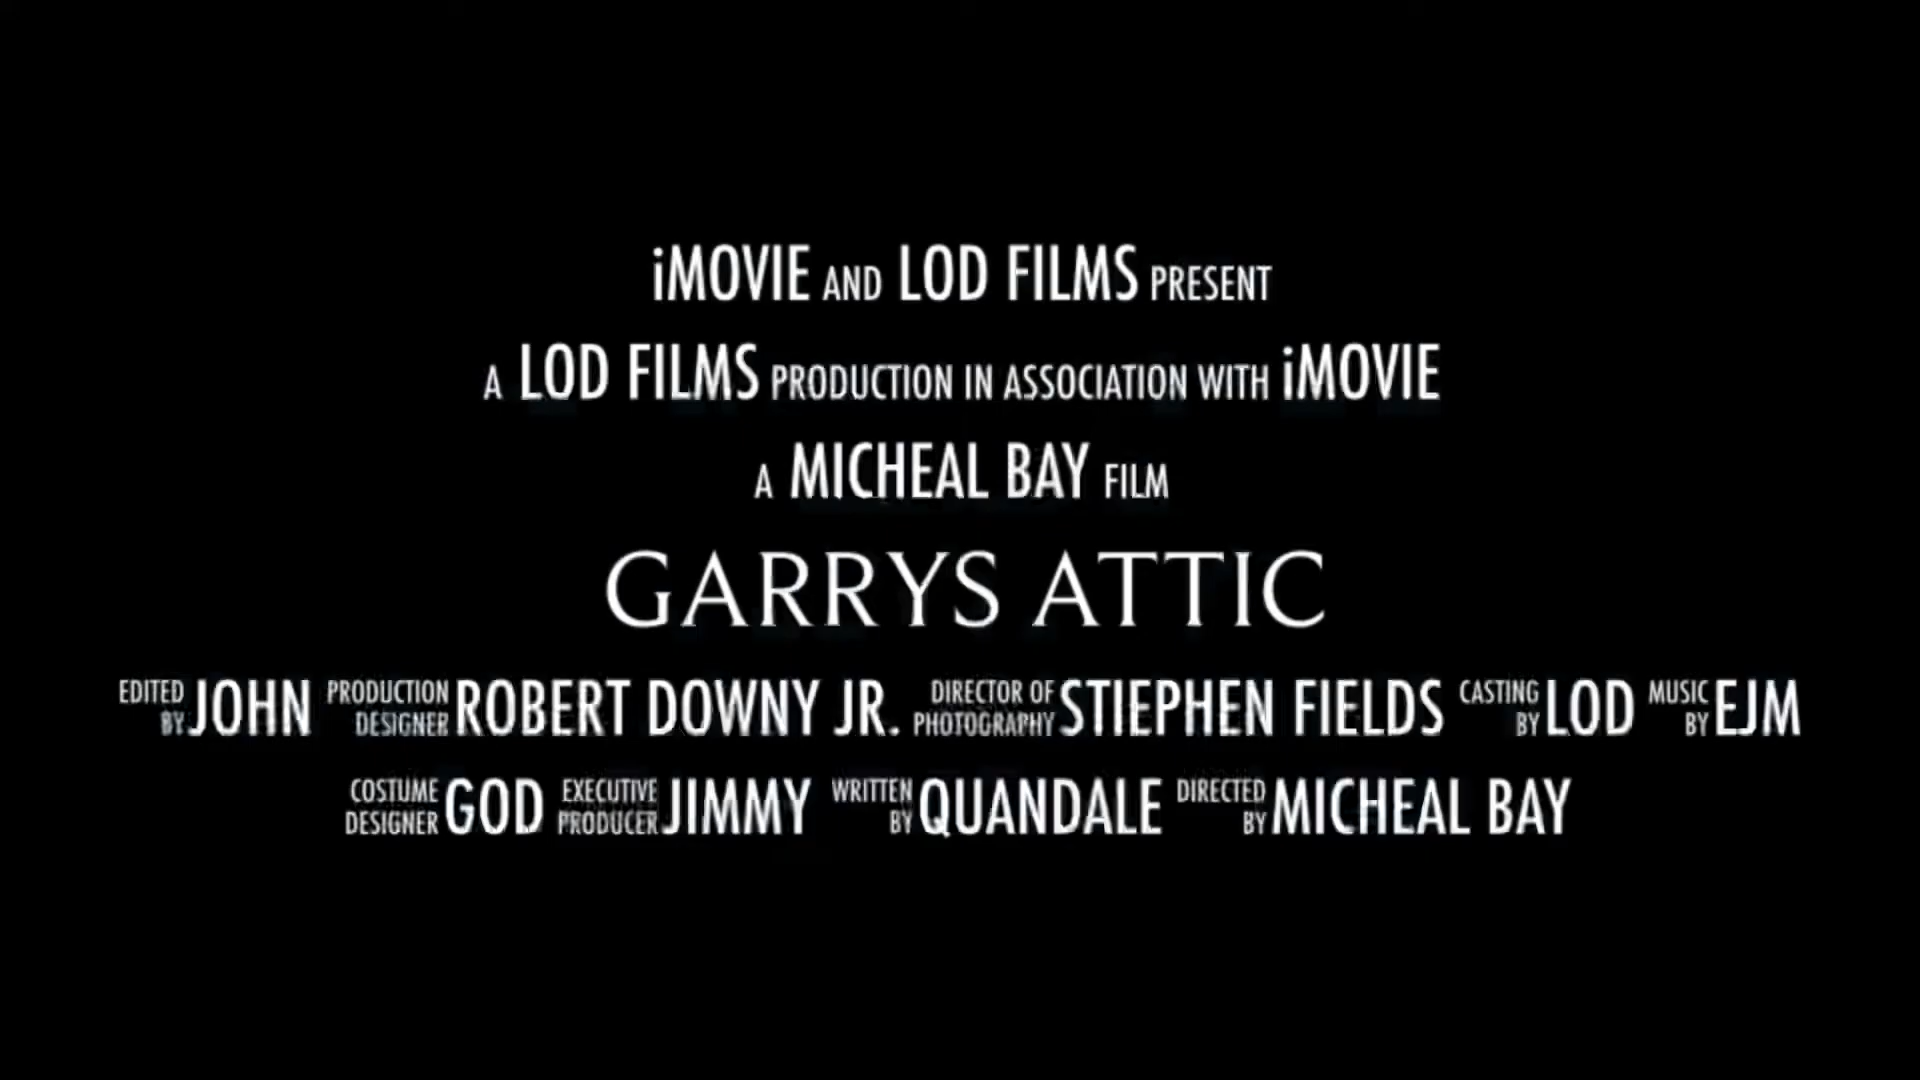 iMOVIE AND LOD FILMS PRESENT
A LOD FILMS PRODUCTION IN ASSOCIATION WITH iMOVIE
A MICHEAL BAY FILM
GARRYS ATTIC
EDITED BY JOHN PRODUCTION DESIGNER ROBERT DOWNY JR. DIRECTOR OF PHOTOGRAPHY STIEPHEN FIELDS CASTING BY LOD MUSIC BY EJM
COSTUME DESIGNER GOD EXECUTIVE PRODUCER JIMMY WRITTEN BY QUANDALE DIRECTED BY MICHEAL BAY